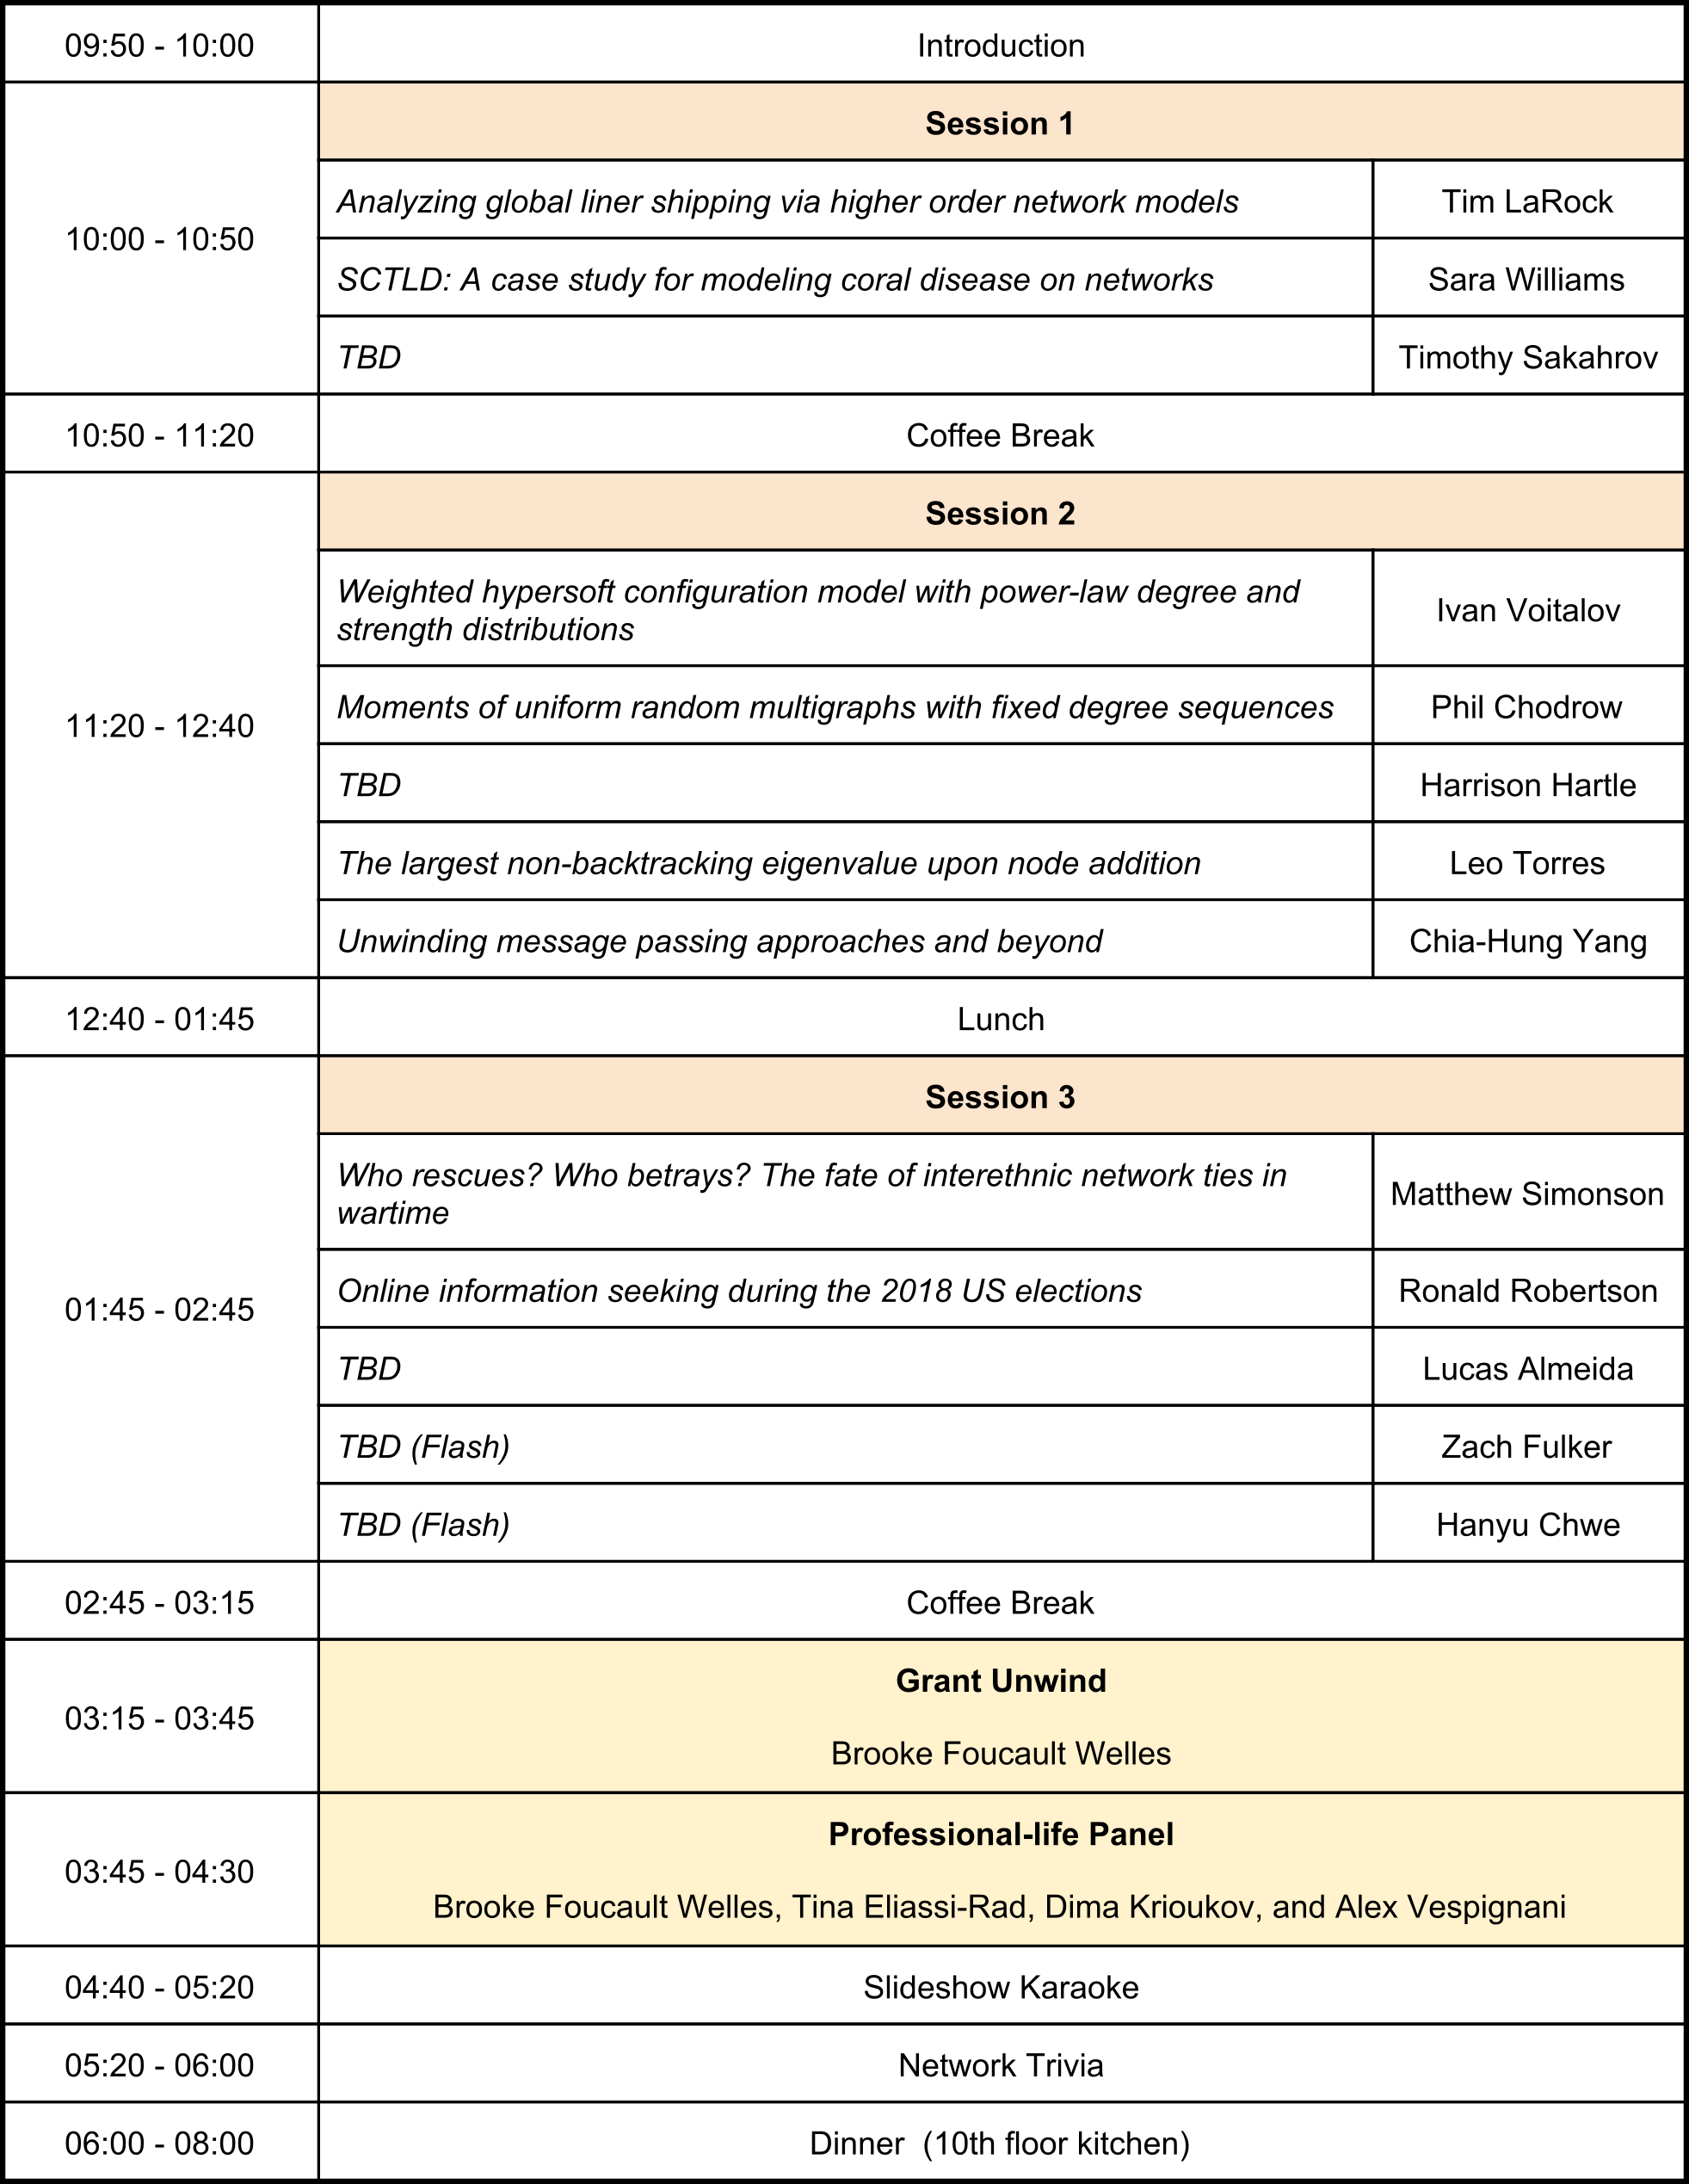 09:50 - 10:00
Introduction
10:00 - 10:50
Session 1
Analyzing global liner shipping via higher order network models
Tim LaRock
SCTLD: A case study for modeling coral disease on networks
Sara Williams
TBD
Timothy Sakahrov
10:50 - 11:20
Coffee Break
11:20 - 12:40
Session 2
Weighted hypersoft configuration model with power-law degree and
strength distributions
Ivan Voitalov
Moments of uniform random multigraphs with fixed degree sequences
Phil Chodrow
TBD
Harrison Hartle
The largest non-backtracking eigenvalue upon node addition
Leo Torres
Unwinding message passing approaches and beyond
Chia-Hung Yang
12:40 - 01:45
Lunch
01:45 - 02:45
Session 3
Who rescues? Who betrays? The fate of interethnic network ties in
wartime
Matthew Simonson
Online information seeking during the 2018 US elections
Ronald Robertson
TBD
Lucas Almeida
TBD (Flash)
Zach Fulker
TBD (Flash)
Hanyu Chwe
02:45 - 03:15
Coffee Break
03:15 - 03:45
Grant Unwind
Brooke Foucault Welles
03:45 - 04:30
Professional-life Panel
Brooke Foucault Welles, Tina Eliassi-Rad, Dima Krioukov, and Alex Vespignani
04:40 - 05:20
Slideshow Karaoke
05:20 - 06:00
Network Trivia
06:00 - 08:00
Dinner (10th floor kitchen)